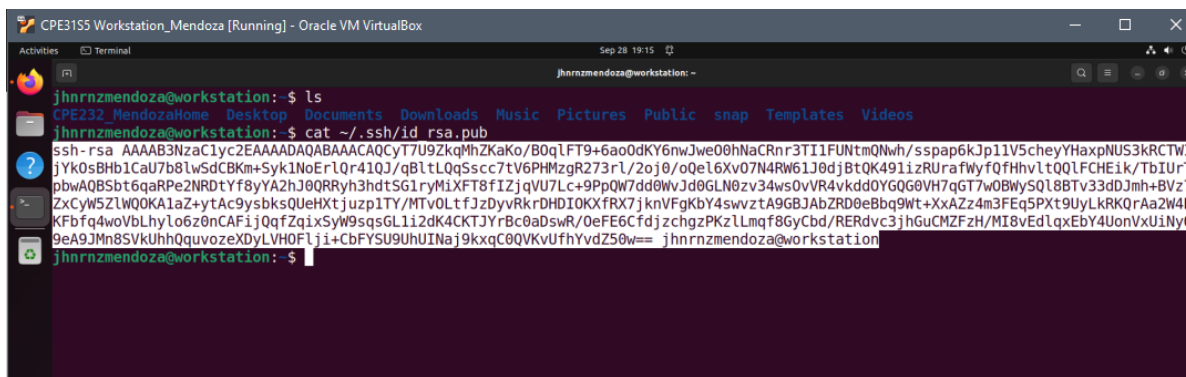 CPE31S5 Workstation_Mendoza [Running] - Oracle VM VirtualBox
Activities Terminal Sep 28 19:15
jhnrnzmendoza@workstation: ~
jhnrnzmendoza@workstation:~$ ls
CPE232_MendozaHome Desktop Documents Downloads Music Pictures Public snap Templates Videos
jhnrnzmendoza@workstation:~$ cat ~/.ssh/id_rsa.pub
ssh-rsa AAAAB3NzaC1yc2EAAAADAQABAAACAQCyT7U9ZkqMhZKaKo/BOqlFT9+6aoOdKY6nwJweO0hNaCRnr3TI1FUNtmQNwh/sspap6kJp11V5cheyYHaxpNUS3kRCTW
jYkOsBHb1CaU7b8lwSdCBKm+Syk1NoErlQr41QJ/qBltLQqSscc7tV6PHMzgR273rl/2oj0/oQel6XvO7N4RW61J0djBtQK491izRUrafWyfQfHhvltQQlFCHEik/TbIUr
pbwAQBSbt6qaRPe2NRDtYf8yYA2hJ0QRRyh3hdtSG1ryMiXFT8fIZjqVU7Lc+9PpQW7dd0WvJd0GLN0zv34wsOvVR4vkddOYGQG0VH7qGT7wOBWySQl8BTv33dDJmh+BVz
ZxCyW5ZlWQOKA1aZ+ytAc9ysbksQUeHXtjuzp1TY/MTvOLtfJzDyvRkrDHDIOKXfRX7jknVFgKbY4swvztA9GBJAbZRD0eBbq9Wt+XxAZz4m3FEq5PXt9UyLkRKQrAa2W4
KFbfq4woVbLhylo6z0nCAFijQqfZqixSyW9sqsGL1i2dK4CKTJYrBc0aDswR/OeFE6CfdjzchgzPKzlLmqf8GyCbd/RERdvc3jhGuCMZFzH/MI8vEdlqxEbY4UonVxUiNy
9eA9JMn8SVkUhhQquvozeXDyLVHOFlji+CbFYSU9UhUINaj9kxqC0QVKvUfhYvdZ50w== jhnrnzmendoza@workstation
jhnrnzmendoza@workstation:~$